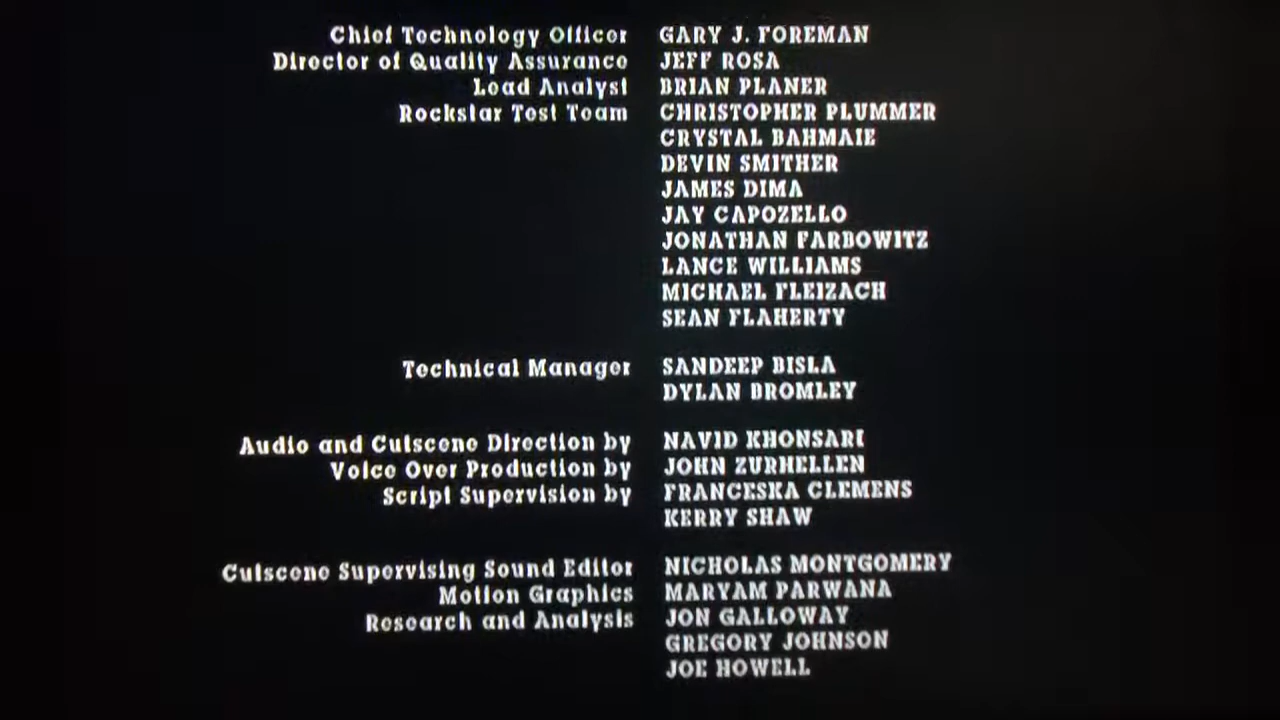 Chief Technology Officer GARY J. FOREMAN
Director of Quality Assurance JEFF ROSA
Lead Analyst BRIAN PLANER
Rockstar Test Team CHRISTOPHER PLUMMER
CRYSTAL BAHMAIE
DEVIN SMITHER
JAMES DIMA
JAY CAPOZELLO
JONATHAN FARBOWITZ
LANCE WILLIAMS
MICHAEL FLEIZACH
SEAN FLAHERTY
Technical Manager SANDEEP BISLA
DYLAN BROMLEY
Audio and Cutscene Direction by NAVID KHONSARI
Voice Over Production by JOHN ZURHELLEN
Script Supervision by FRANCESKA CLEMENS
KERRY SHAW
Cutscene Supervising Sound Editor NICHOLAS MONTGOMERY
Motion Graphics MARYAM PARWANA
Research and Analysis JON GALLOWAY
GREGORY JOHNSON
JOE HOWELL